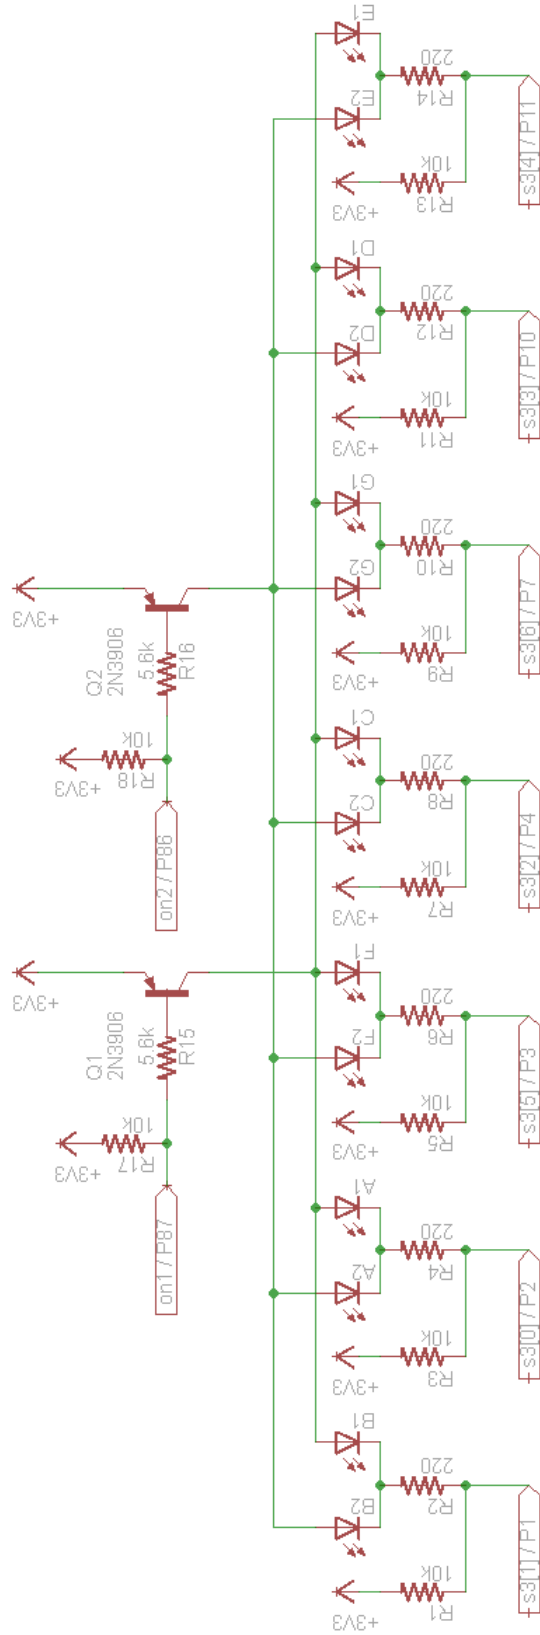 E1
220
R14
E2
10k
R13
+3V3
s3[4] / P11
D1
220
R12
D2
10k
R11
+3V3
s3[3] / P10
G1
220
R10
G2
10k
R9
+3V3
s3[6] / P7
+3V3
Q2
2N3906
5.6k
R16
10k
R18
+3V3
on2 / P86
C1
220
R8
C2
10k
R7
+3V3
s3[2] / P4
+3V3
Q1
2N3906
5.6k
R15
10k
R17
+3V3
on1 / P87
F1
220
R6
F2
10k
R5
+3V3
s3[5] / P3
A1
220
R4
A2
10k
R3
+3V3
s3[0] / P2
B1
220
R2
B2
10k
R1
+3V3
s3[1] / P1